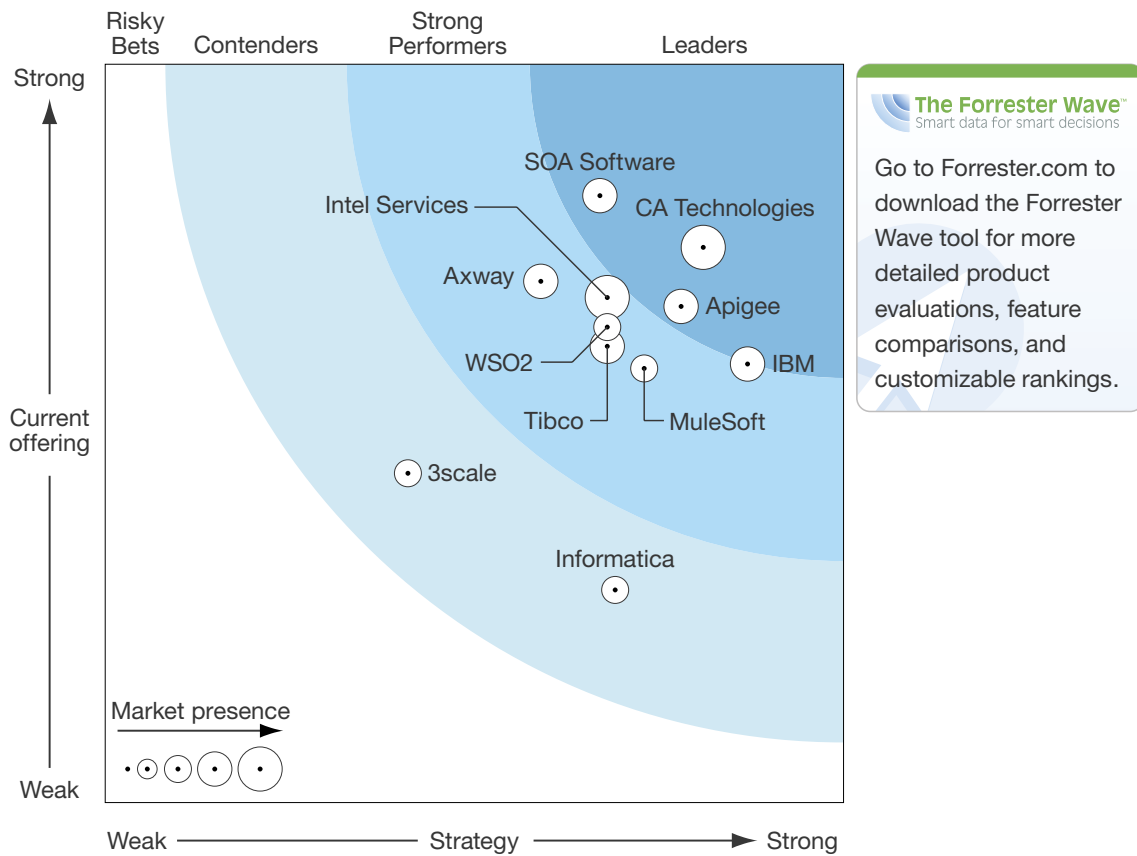 Risky
Bets
Contenders
Strong
Performers
Leaders
Strong
Current
offering
Weak
SOA Software
Intel Services
CA Technologies
Axway
Apigee
WSO2
IBM
Tibco
MuleSoft
3scale
Informatica
Market presence
Weak
Strategy
Strong
The Forrester Wave™
Smart data for smart decisions
Go to Forrester.com to
download the Forrester
Wave tool for more
detailed product
evaluations, feature
comparisons, and
customizable rankings.